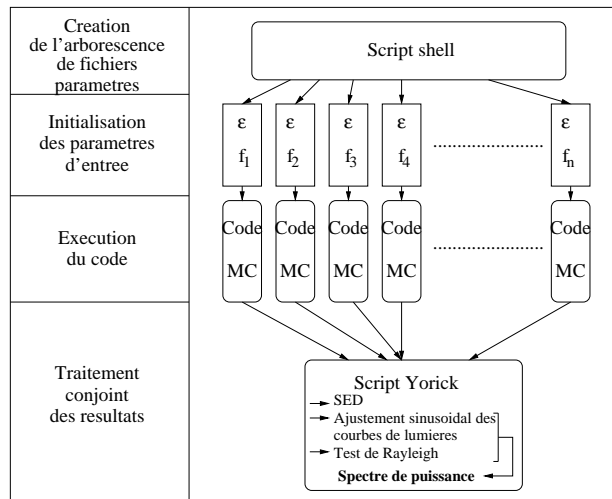 Creation
de l'arborescence
de fichiers
parametres
Script shell
Initialisation
des parametres
d'entree
ε ε ε ε ε
f1 f2 f3 f4 fn
Execution
du code
Code Code Code Code Code
MC MC MC MC MC
Traitement
conjoint
des resultats
Script Yorick
SED
Ajustement sinusoidal des
courbes de lumieres
Test de Rayleigh
Spectre de puissance